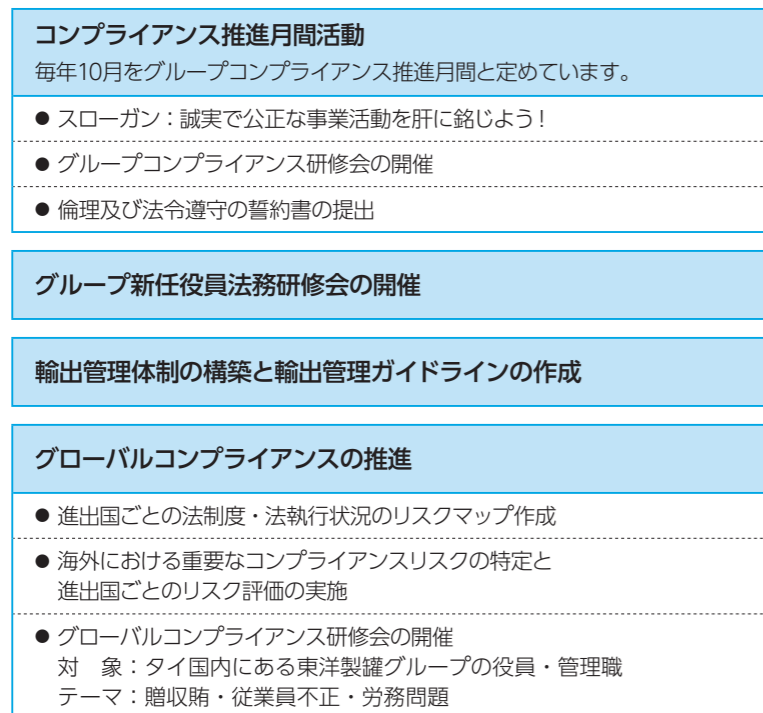 コンプライアンス推進月間活動
毎年10月をグループコンプライアンス推進月間と定めています。
● スローガン：誠実で公正な事業活動を肝に銘じよう！
● グループコンプライアンス研修会の開催
● 倫理及び法令遵守の誓約書の提出
グループ新任役員法務研修会の開催
輸出管理体制の構築と輸出管理ガイドラインの作成
グローバルコンプライアンスの推進
● 進出国ごとの法制度・法執行状況のリスクマップ作成
● 海外における重要なコンプライアンスリスクの特定と
進出国ごとのリスク評価の実施
● グローバルコンプライアンス研修会の開催
対　象：タイ国内にある東洋製罐グループの役員・管理職
テーマ：贈収賄・従業員不正・労務問題